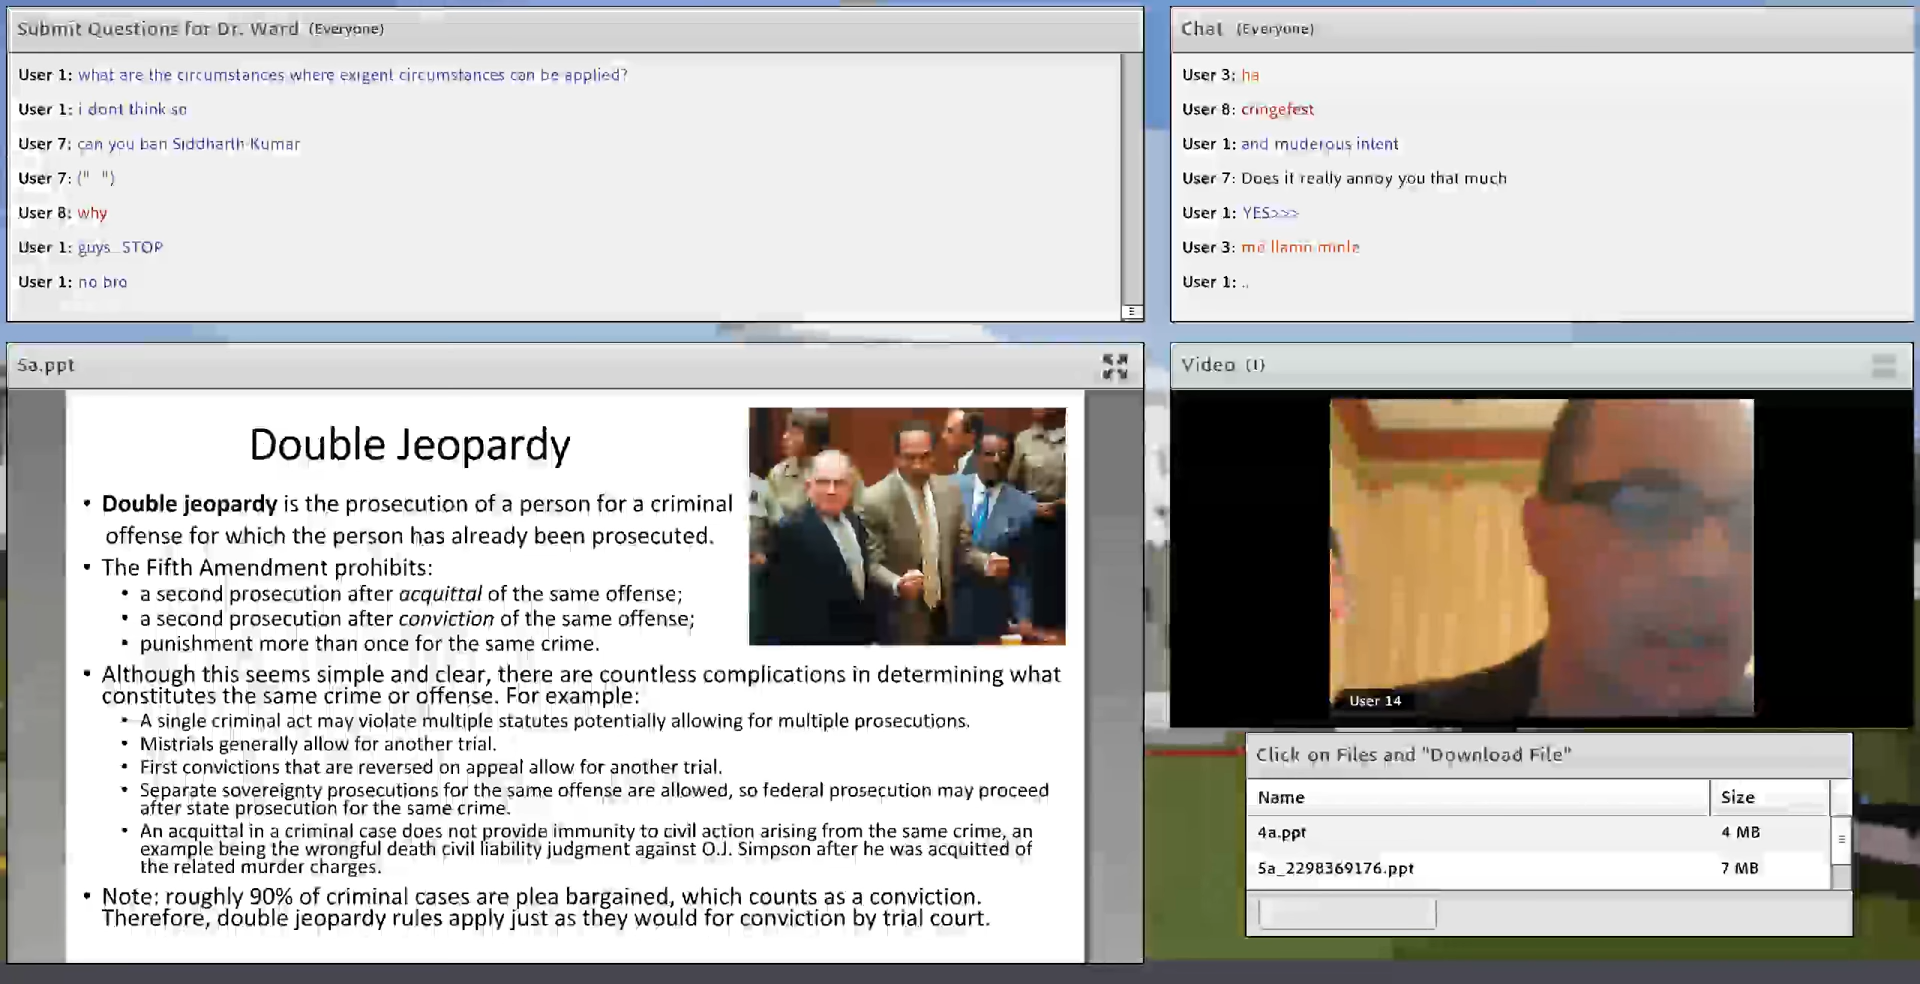 Submit Questions for Dr. Ward (Everyone)
User 1: what are the circumstances where exigent circumstances can be applied?
User 1: i dont think so
User 7: can you ban Siddharth Kumar
User 7: (" ")
User 8: why
User 1: guys STOP
User 1: no bro
Chat (Everyone)
User 3: ha
User 8: cringefest
User 1: and muderous intent
User 7: Does it really annoy you that much
User 1: YES>>>
User 3:
User 1: ..
5a.ppt
Double Jeopardy
• Double jeopardy is the prosecution of a person for a criminal
offense for which the person has already been prosecuted.
• The Fifth Amendment prohibits:
• a second prosecution after acquittal of the same offense;
• a second prosecution after conviction of the same offense;
• punishment more than once for the same crime.
• Although this seems simple and clear, there are countless complications in determining what
constitutes the same crime or offense. For example:
• A single criminal act may violate multiple statutes potentially allowing for multiple prosecutions.
• Mistrials generally allow for another trial.
• First convictions that are reversed on appeal allow for another trial.
• Separate sovereignty prosecutions for the same offense are allowed, so federal prosecution may proceed
after state prosecution for the same crime.
• An acquittal in a criminal case does not provide immunity to civil action arising from the same crime, an
example being the wrongful death civil liability judgment against O.J. Simpson after he was acquitted of
the related murder charges.
• Note: roughly 90% of criminal cases are plea bargained, which counts as a conviction.
Therefore, double jeopardy rules apply just as they would for conviction by trial court.
Video (1)
User 14
Click on Files and "Download File"
Name Size
4a.ppt 4 MB
5a_2298369176.ppt 7 MB